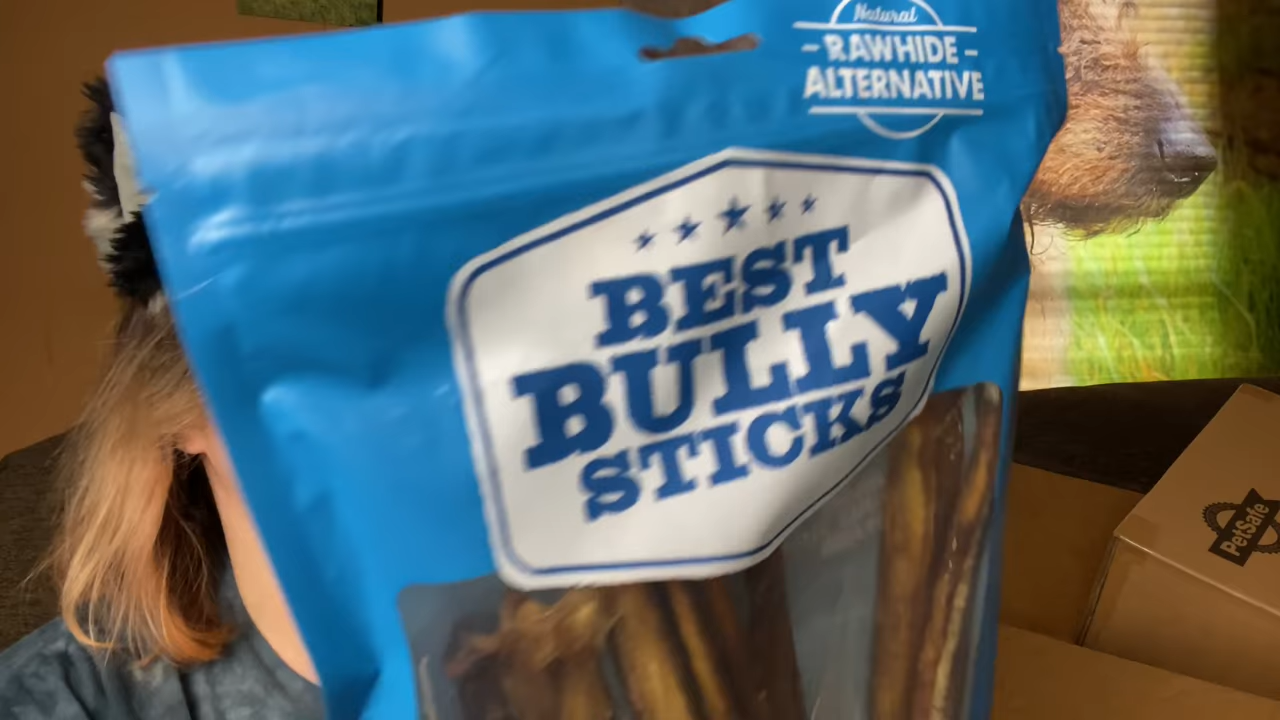 Natural
- RAWHIDE -
ALTERNATIVE
BEST
BULLY
STICKS
PetSafe